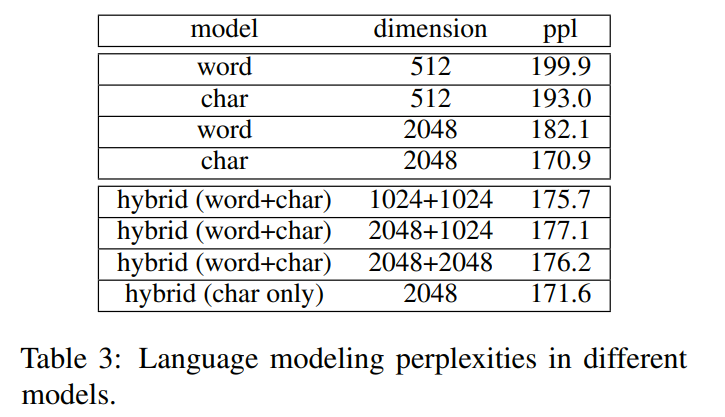 model dimension ppl
word 512 199.9
char 512 193.0
word 2048 182.1
char 2048 170.9
hybrid (word+char) 1024+1024 175.7
hybrid (word+char) 2048+1024 177.1
hybrid (word+char) 2048+2048 176.2
hybrid (char only) 2048 171.6
Table 3: Language modeling perplexities in different
models.